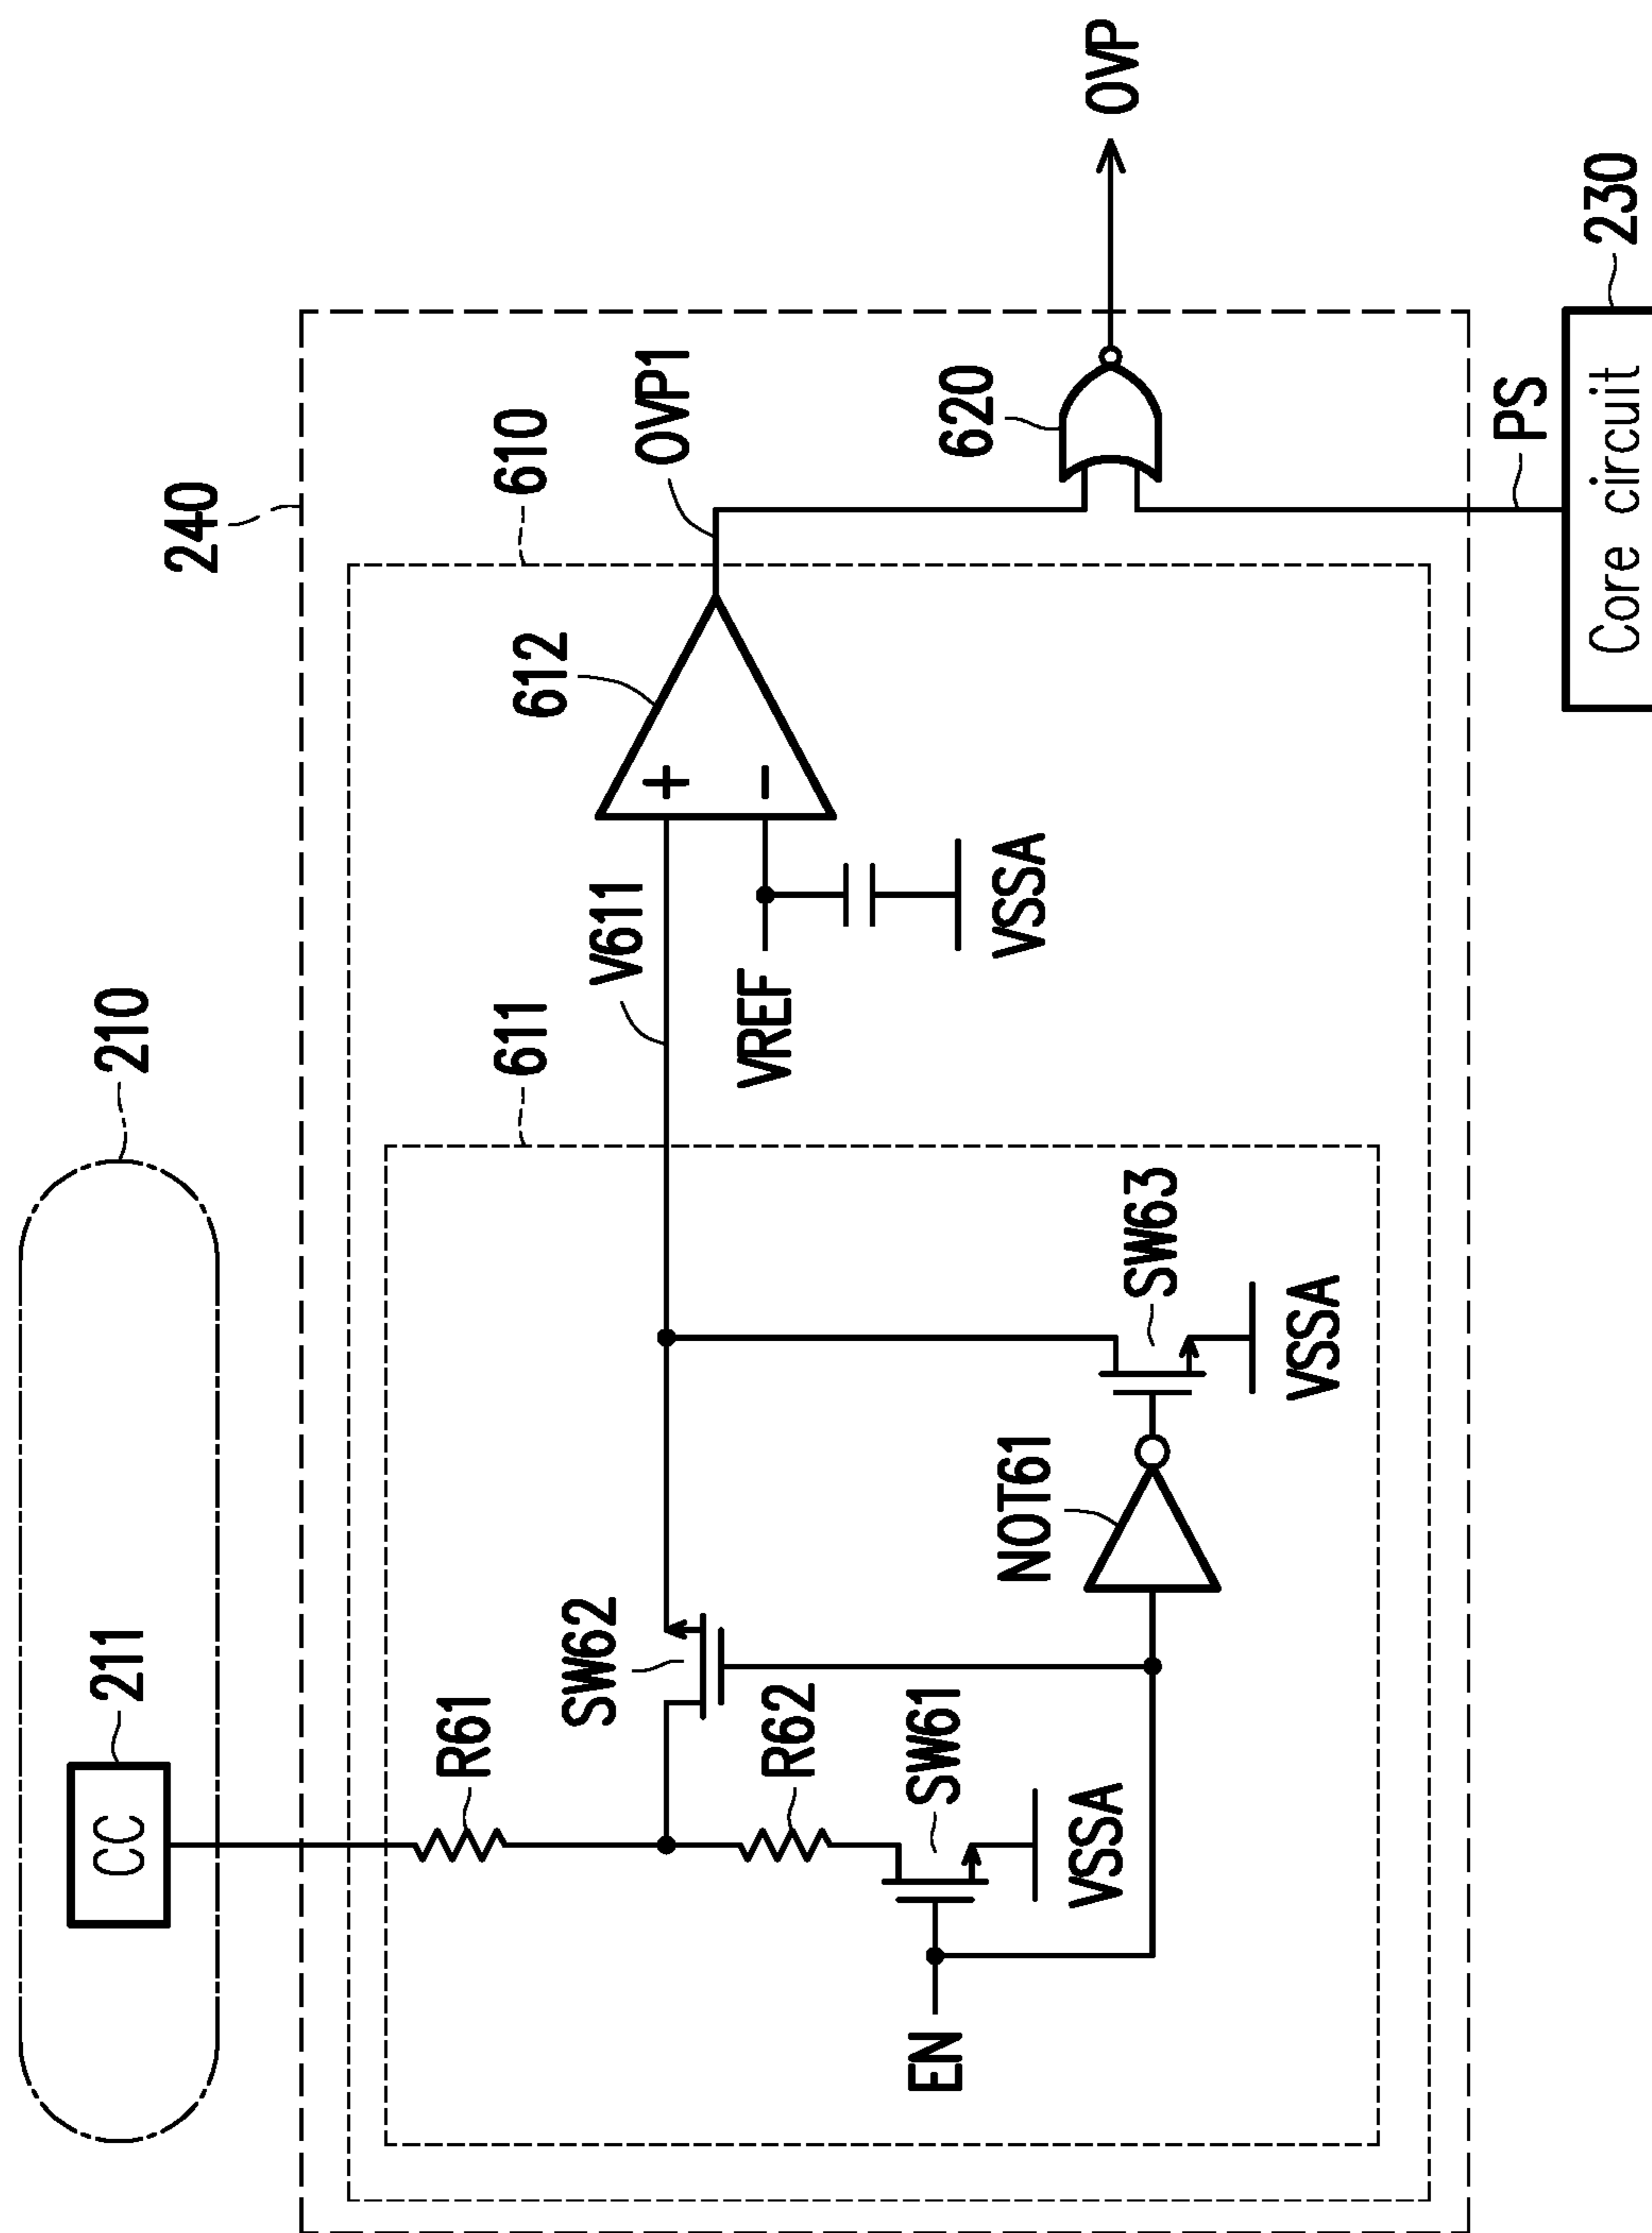 210
211
CC
240
610
611
R61
SW62
V611
612
OVP1
R62
VREF
SW61
VSSA
NOT61
SW63
VSSA
VSSA
620
OVP
EN
PS
230
Core circuit